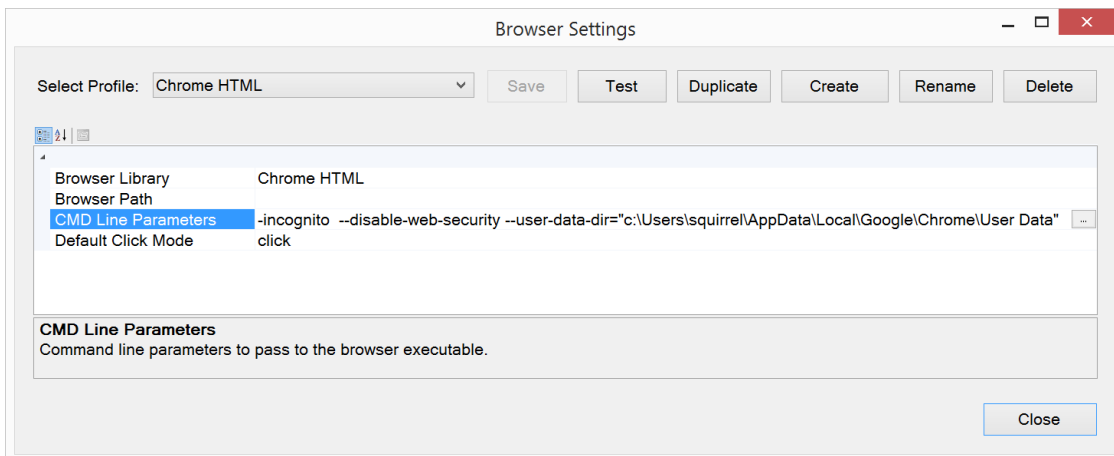 Browser Settings
Select Profile: Chrome HTML Save Test Duplicate Create Rename Delete
Browser Library Chrome HTML
Browser Path
CMD Line Parameters -incognito  --disable-web-security --user-data-dir="c:\Users\squirrel\AppData\Local\Google\Chrome\User Data" ...
Default Click Mode click
CMD Line Parameters
Command line parameters to pass to the browser executable.
Close